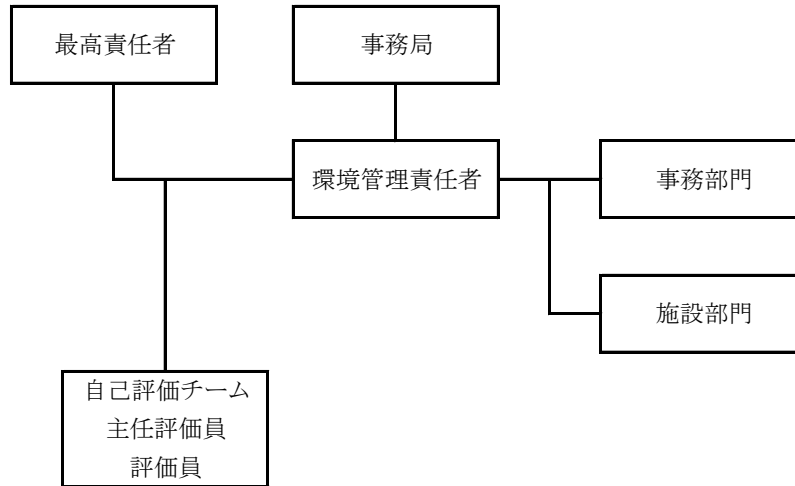 最高責任者
事務局
環境管理責任者
事務部門
施設部門
自己評価チーム
主任評価員
評価員